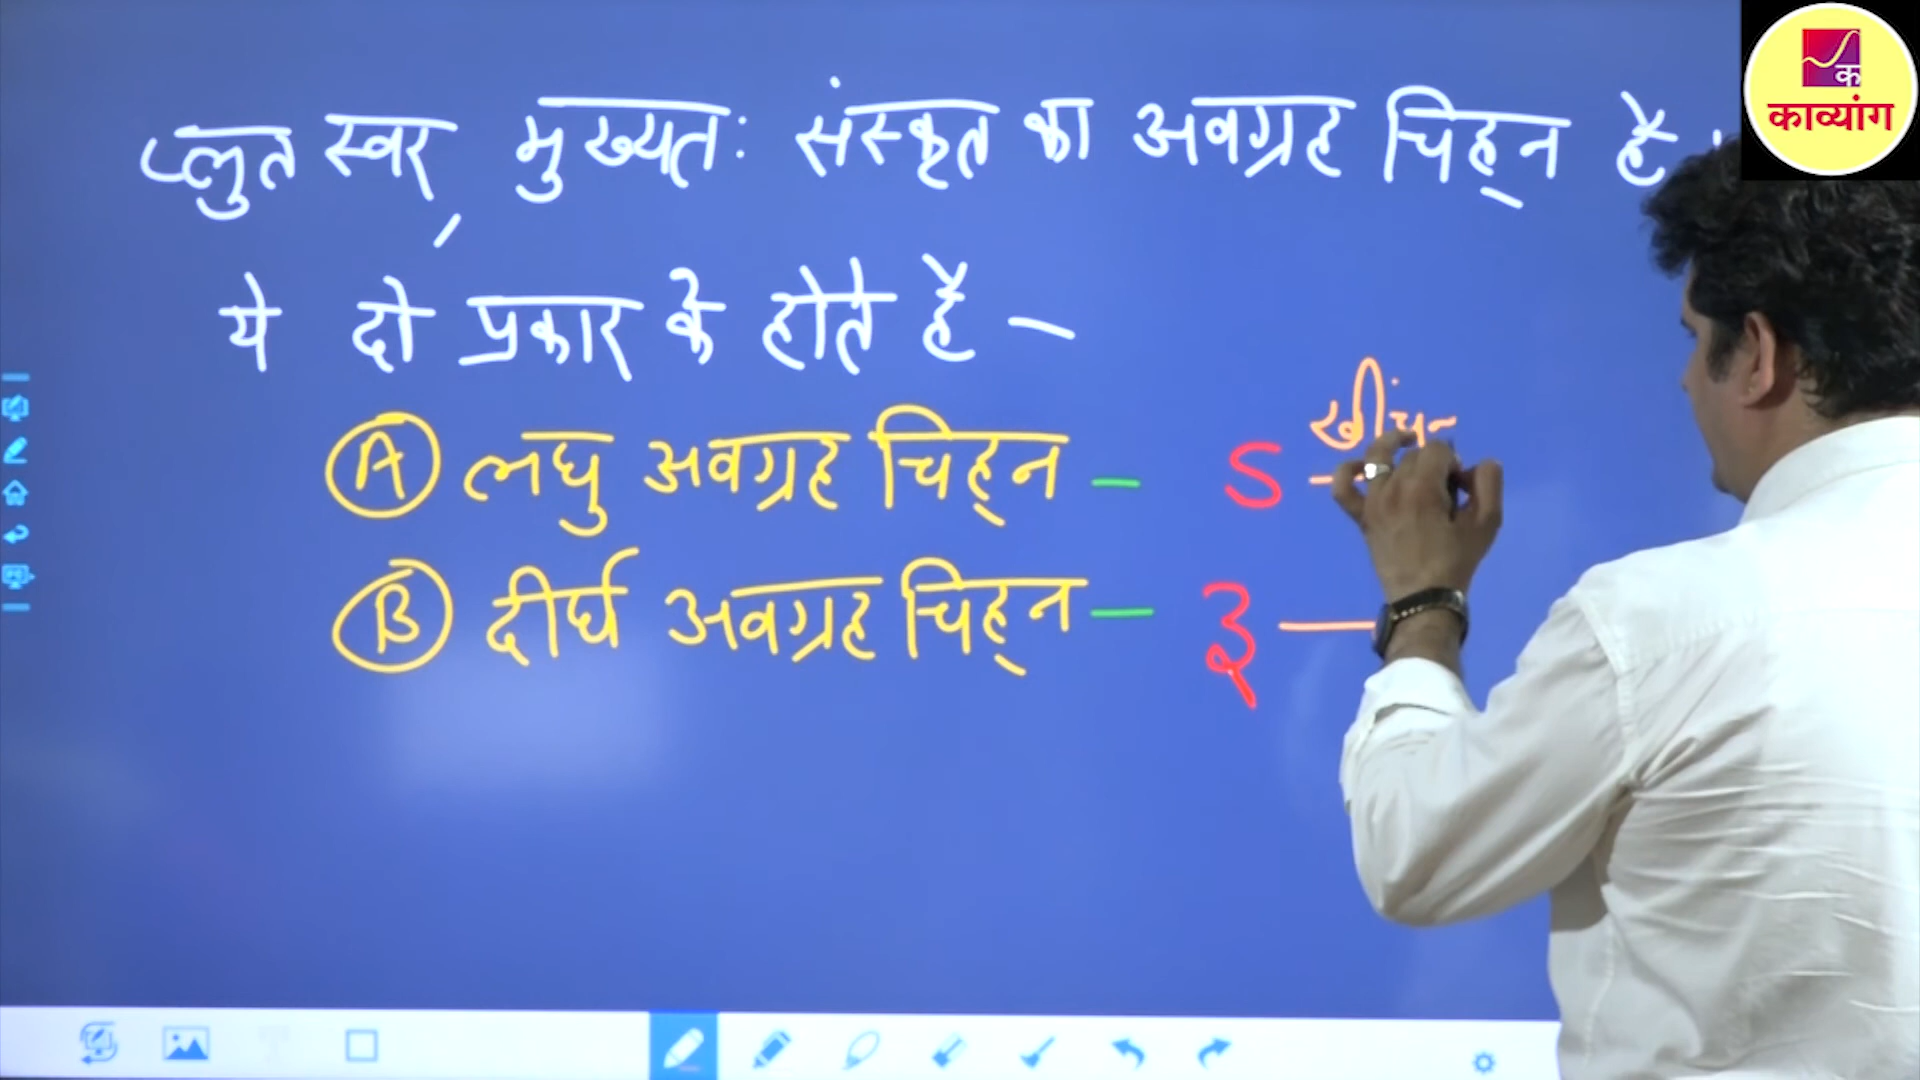 प्लुत स्वर, मुख्यतः संस्कृत का अवग्रह चिह्न है
ये दो प्रकार के होते हैं –
A लघु अवग्रह चिह्न – S –
B दीर्घ अवग्रह चिह्न – ३ –
क
काव्यांग